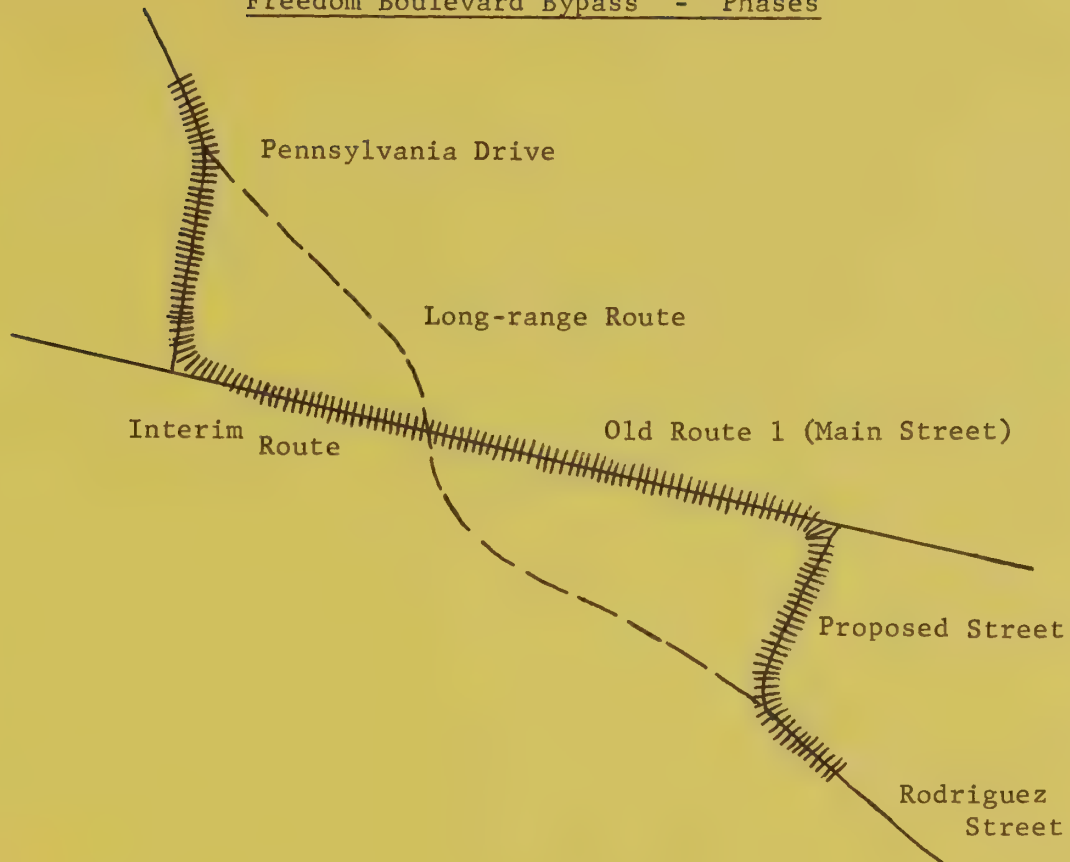 Freedom Boulevard Bypass - Phases
Pennsylvania Drive
Long-range Route
Interim
Route
Old Route 1 (Main Street)
Proposed Street
Rodriguez
Street